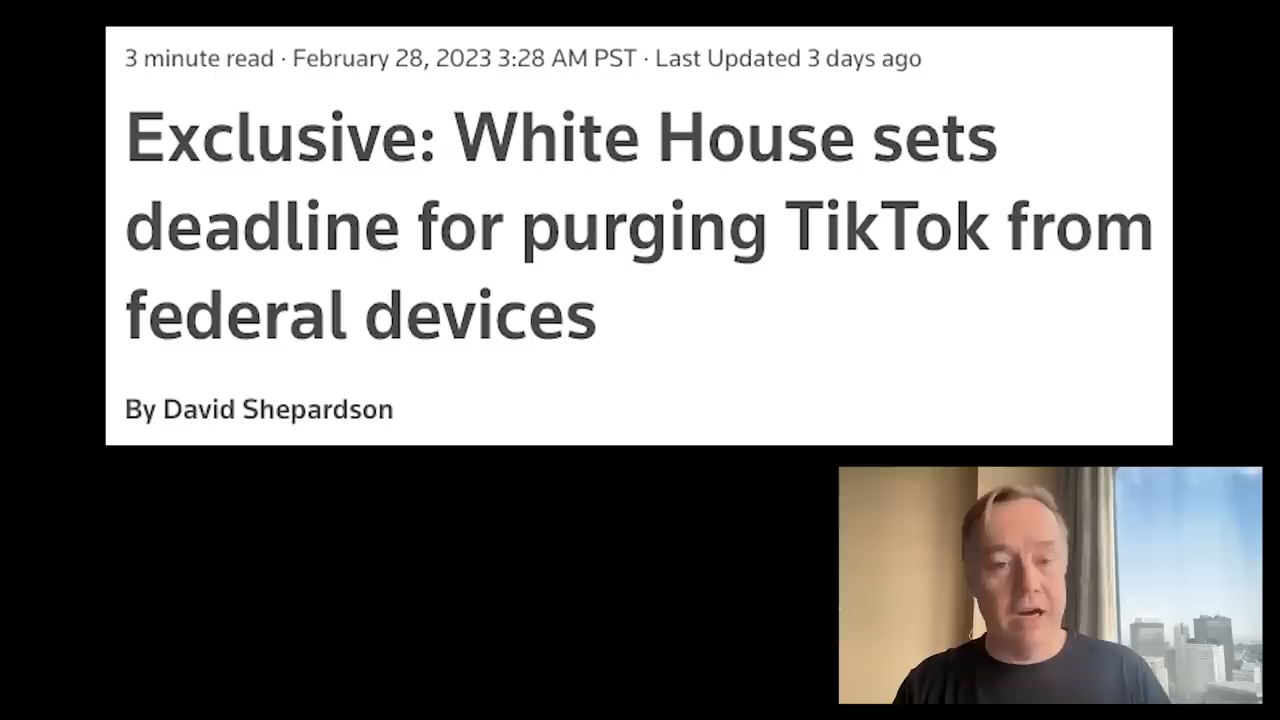 3 minute read · February 28, 2023 3:28 AM PST · Last Updated 3 days ago
Exclusive: White House sets
deadline for purging TikTok from
federal devices
By David Shepardson